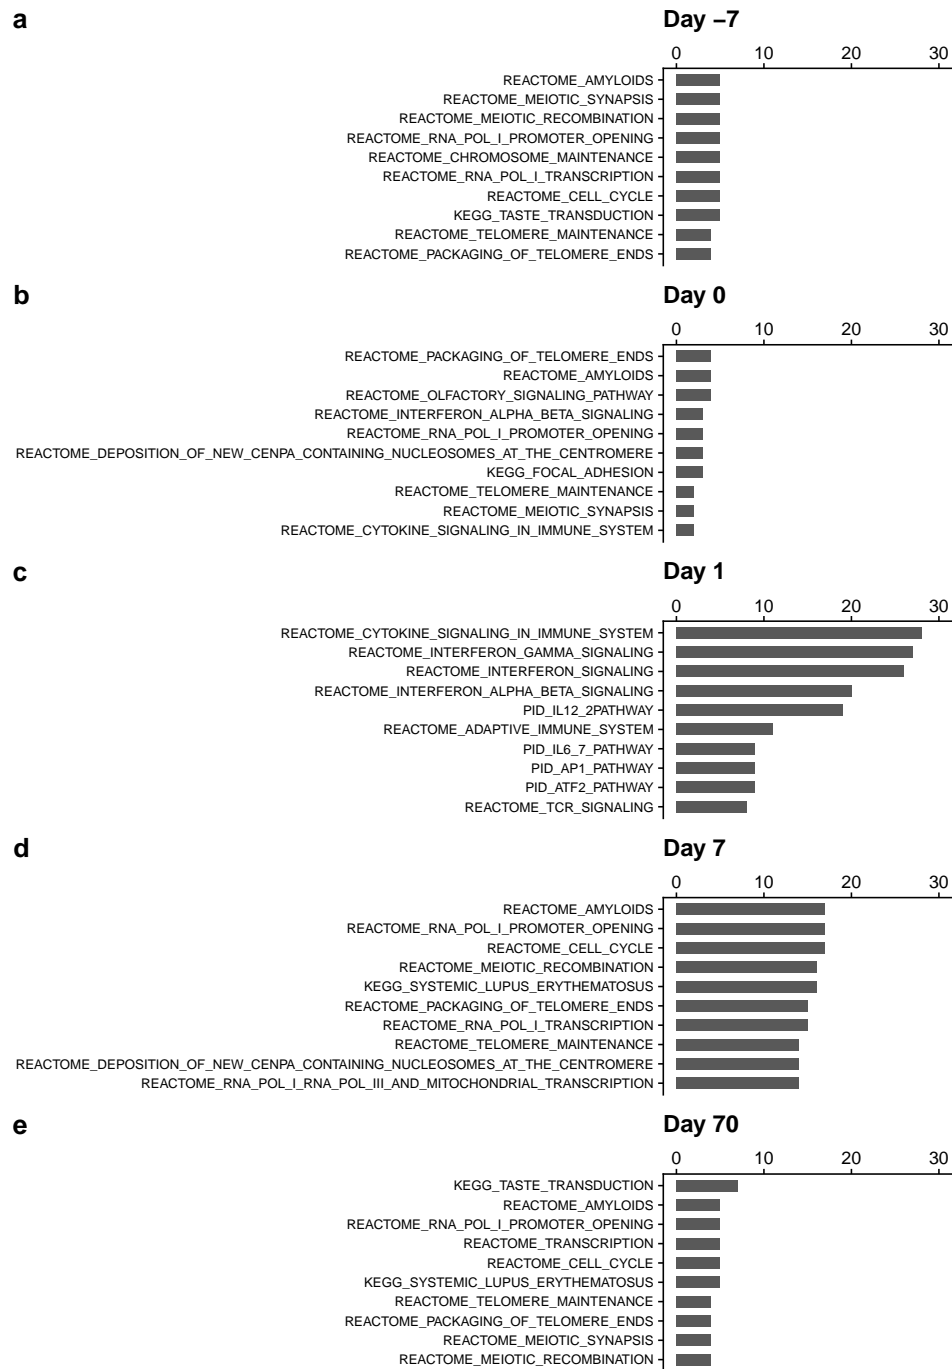 a
Day −7
0 10 20 30
REACTOME_AMYLOIDS
REACTOME_MEIOTIC_SYNAPSIS
REACTOME_MEIOTIC_RECOMBINATION
REACTOME_RNA_POL_I_PROMOTER_OPENING
REACTOME_CHROMOSOME_MAINTENANCE
REACTOME_RNA_POL_I_TRANSCRIPTION
REACTOME_CELL_CYCLE
KEGG_TASTE_TRANSDUCTION
REACTOME_TELOMERE_MAINTENANCE
REACTOME_PACKAGING_OF_TELOMERE_ENDS
b
Day 0
0 10 20 30
REACTOME_PACKAGING_OF_TELOMERE_ENDS
REACTOME_AMYLOIDS
REACTOME_OLFACTORY_SIGNALING_PATHWAY
REACTOME_INTERFERON_ALPHA_BETA_SIGNALING
REACTOME_RNA_POL_I_PROMOTER_OPENING
REACTOME_DEPOSITION_OF_NEW_CENPA_CONTAINING_NUCLEOSOMES_AT_THE_CENTROMERE
KEGG_FOCAL_ADHESION
REACTOME_TELOMERE_MAINTENANCE
REACTOME_MEIOTIC_SYNAPSIS
REACTOME_CYTOKINE_SIGNALING_IN_IMMUNE_SYSTEM
c
Day 1
0 10 20 30
REACTOME_CYTOKINE_SIGNALING_IN_IMMUNE_SYSTEM
REACTOME_INTERFERON_GAMMA_SIGNALING
REACTOME_INTERFERON_SIGNALING
REACTOME_INTERFERON_ALPHA_BETA_SIGNALING
PID_IL12_2PATHWAY
REACTOME_ADAPTIVE_IMMUNE_SYSTEM
PID_IL6_7_PATHWAY
PID_AP1_PATHWAY
PID_ATF2_PATHWAY
REACTOME_TCR_SIGNALING
d
Day 7
0 10 20 30
REACTOME_AMYLOIDS
REACTOME_RNA_POL_I_PROMOTER_OPENING
REACTOME_CELL_CYCLE
REACTOME_MEIOTIC_RECOMBINATION
KEGG_SYSTEMIC_LUPUS_ERYTHEMATOSUS
REACTOME_PACKAGING_OF_TELOMERE_ENDS
REACTOME_RNA_POL_I_TRANSCRIPTION
REACTOME_TELOMERE_MAINTENANCE
REACTOME_DEPOSITION_OF_NEW_CENPA_CONTAINING_NUCLEOSOMES_AT_THE_CENTROMERE
REACTOME_RNA_POL_I_RNA_POL_III_AND_MITOCHONDRIAL_TRANSCRIPTION
e
Day 70
0 10 20 30
KEGG_TASTE_TRANSDUCTION
REACTOME_AMYLOIDS
REACTOME_RNA_POL_I_PROMOTER_OPENING
REACTOME_TRANSCRIPTION
REACTOME_CELL_CYCLE
KEGG_SYSTEMIC_LUPUS_ERYTHEMATOSUS
REACTOME_TELOMERE_MAINTENANCE
REACTOME_PACKAGING_OF_TELOMERE_ENDS
REACTOME_MEIOTIC_SYNAPSIS
REACTOME_MEIOTIC_RECOMBINATION